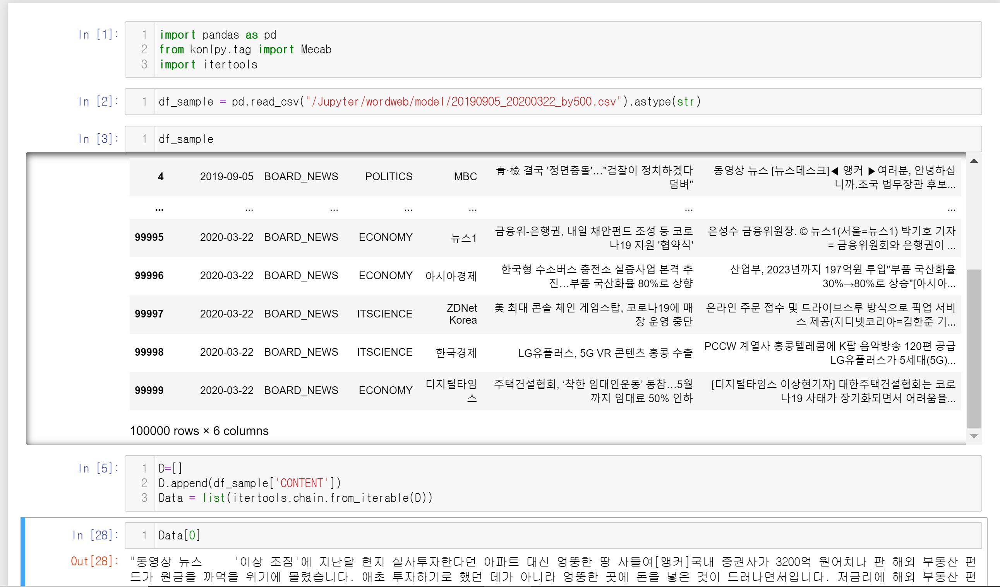 In [1]:
1 import pandas as pd
2 from konlpy.tag import Mecab
3 import itertools
In [2]:
1 df_sample = pd.read_csv("/Jupyter/wordweb/model/20190905_20200322_by500.csv").astype(str)
In [3]:
1 df_sample
4 2019-09-05 BOARD_NEWS POLITICS MBC 靑·檢 결국 '정면충돌'…"검찰이 정치하겠다 덤벼" 동영상 뉴스 [뉴스데스크]◀ 앵커 ▶여러분, 안녕하십니까.조국 법무장관 후보...
... ... ... ... ... ... ...
99995 2020-03-22 BOARD_NEWS ECONOMY 뉴스1 금융위-은행권, 내일 채안펀드 조성 등 코로나19 지원 '협약식' 은성수 금융위원장. © 뉴스1(서울=뉴스1) 박기호 기자 = 금융위원회와 은행권이 ...
99996 2020-03-22 BOARD_NEWS ECONOMY 아시아경제 한국형 수소버스 충전소 실증사업 본격 추진…부품 국산화율 80%로 상향 산업부, 2023년까지 197억원 투입"부품 국산화율 30%→80%로 상승"[아시아...
99997 2020-03-22 BOARD_NEWS ITSCIENCE ZDNet Korea 美 최대 콘솔 체인 게임스탑, 코로나19에 매장 운영 중단 온라인 주문 접수 및 드라이브스루 방식으로 픽업 서비스 제공(지디넷코리아=김한준 기...
99998 2020-03-22 BOARD_NEWS ITSCIENCE 한국경제 LG유플러스, 5G VR 콘텐츠 홍콩 수출 PCCW 계열사 홍콩텔레콤에 K팝 음악방송 120편 공급LG유플러스가 5세대(5G)...
99999 2020-03-22 BOARD_NEWS ECONOMY 디지털타임스 주택건설협회, ‘착한 임대인운동’ 동참…5월까지 임대료 50% 인하 [디지털타임스 이상현기자] 대한주택건설협회는 코로나19 사태가 장기화되면서 어려움을...
100000 rows × 6 columns
In [5]:
1 D=[]
2 D.append(df_sample['CONTENT'])
3 Data = list(itertools.chain.from_iterable(D))
In [28]:
1 Data[0]
Out[28]:
"동영상 뉴스 '이상 조짐'에 지난달 현지 실사투자한다던 아파트 대신 엉뚱한 땅 사들여[앵커]국내 증권사가 3200억 원어치나 판 해외 부동산 펀
드가 원금을 까먹을 위기에 몰렸습니다. 애초 투자하기로 했던 데가 아니라 엉뚱한 곳에 돈을 넣은 것이 드러나면서입니다. 저금리에 해외 부동산 펀